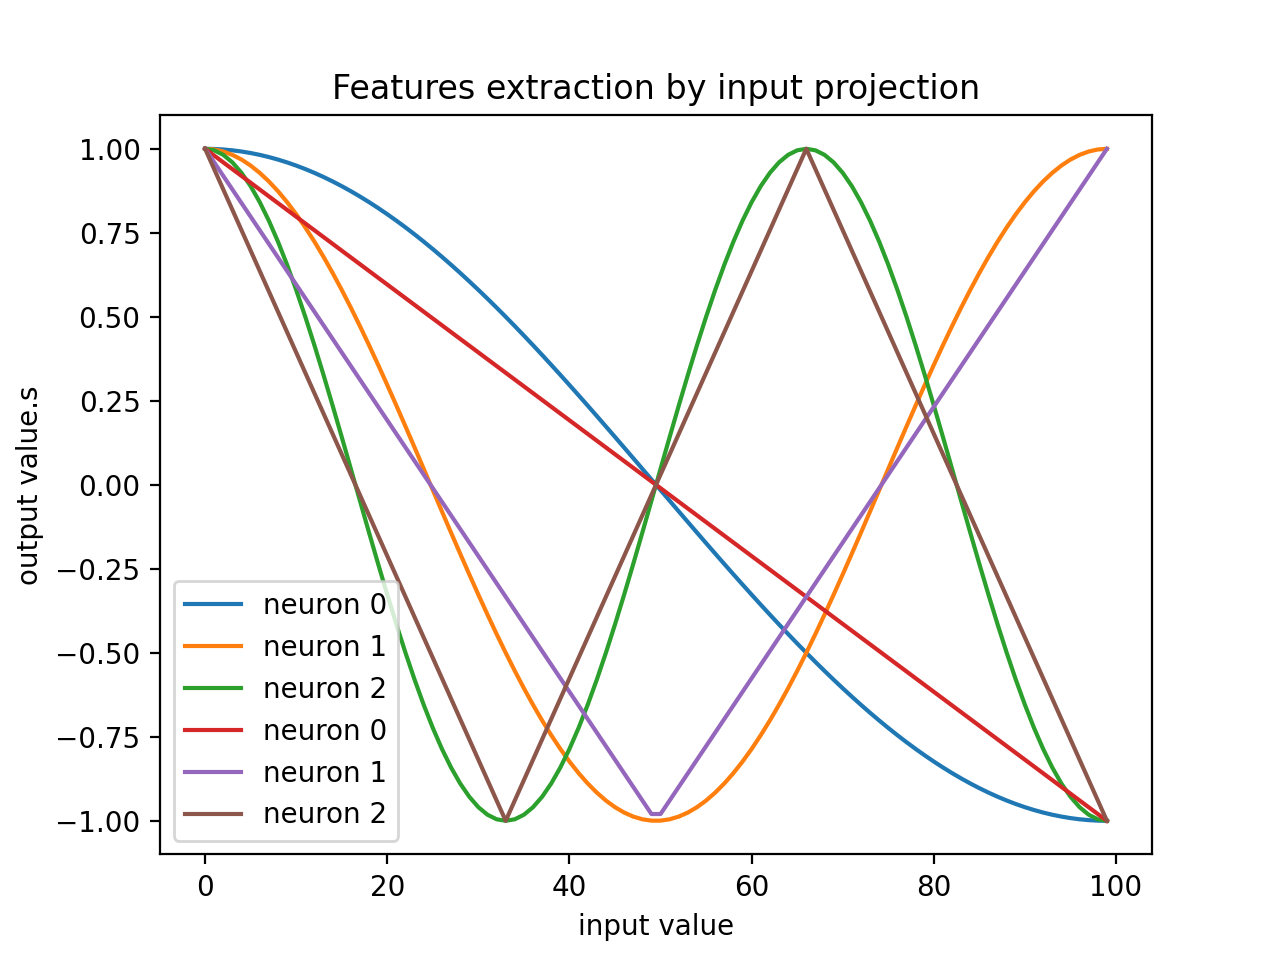 Features extraction by input projection
1.00
0.75
0.50
0.25
0.00
−0.25
−0.50
−0.75
−1.00
output value.s
neuron 0
neuron 1
neuron 2
neuron 0
neuron 1
neuron 2
0 20 40 60 80 100
input value